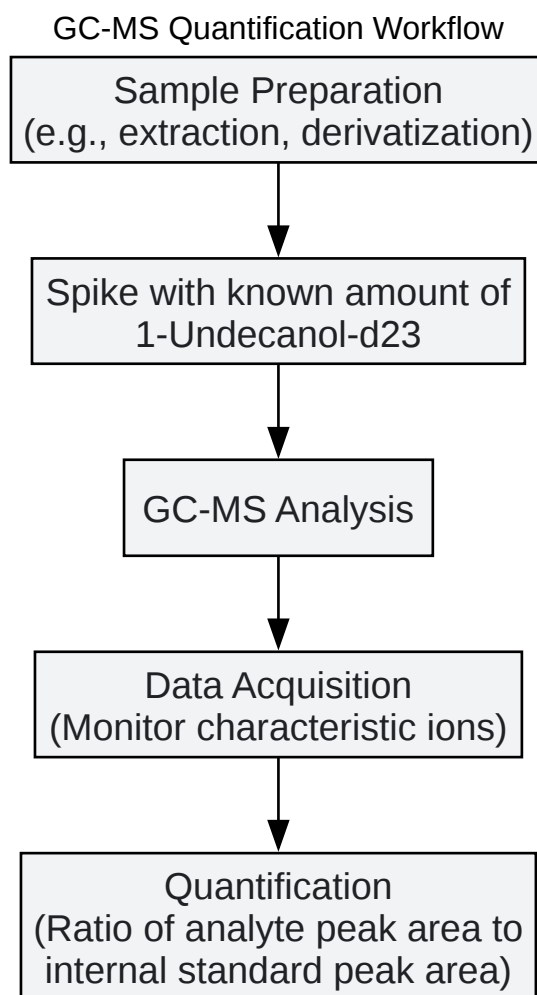 GC-MS Quantification Workflow
Sample Preparation
(e.g., extraction, derivatization)
Spike with known amount of
1-Undecanol-d23
GC-MS Analysis
Data Acquisition
(Monitor characteristic ions)
Quantification
(Ratio of analyte peak area to
internal standard peak area)